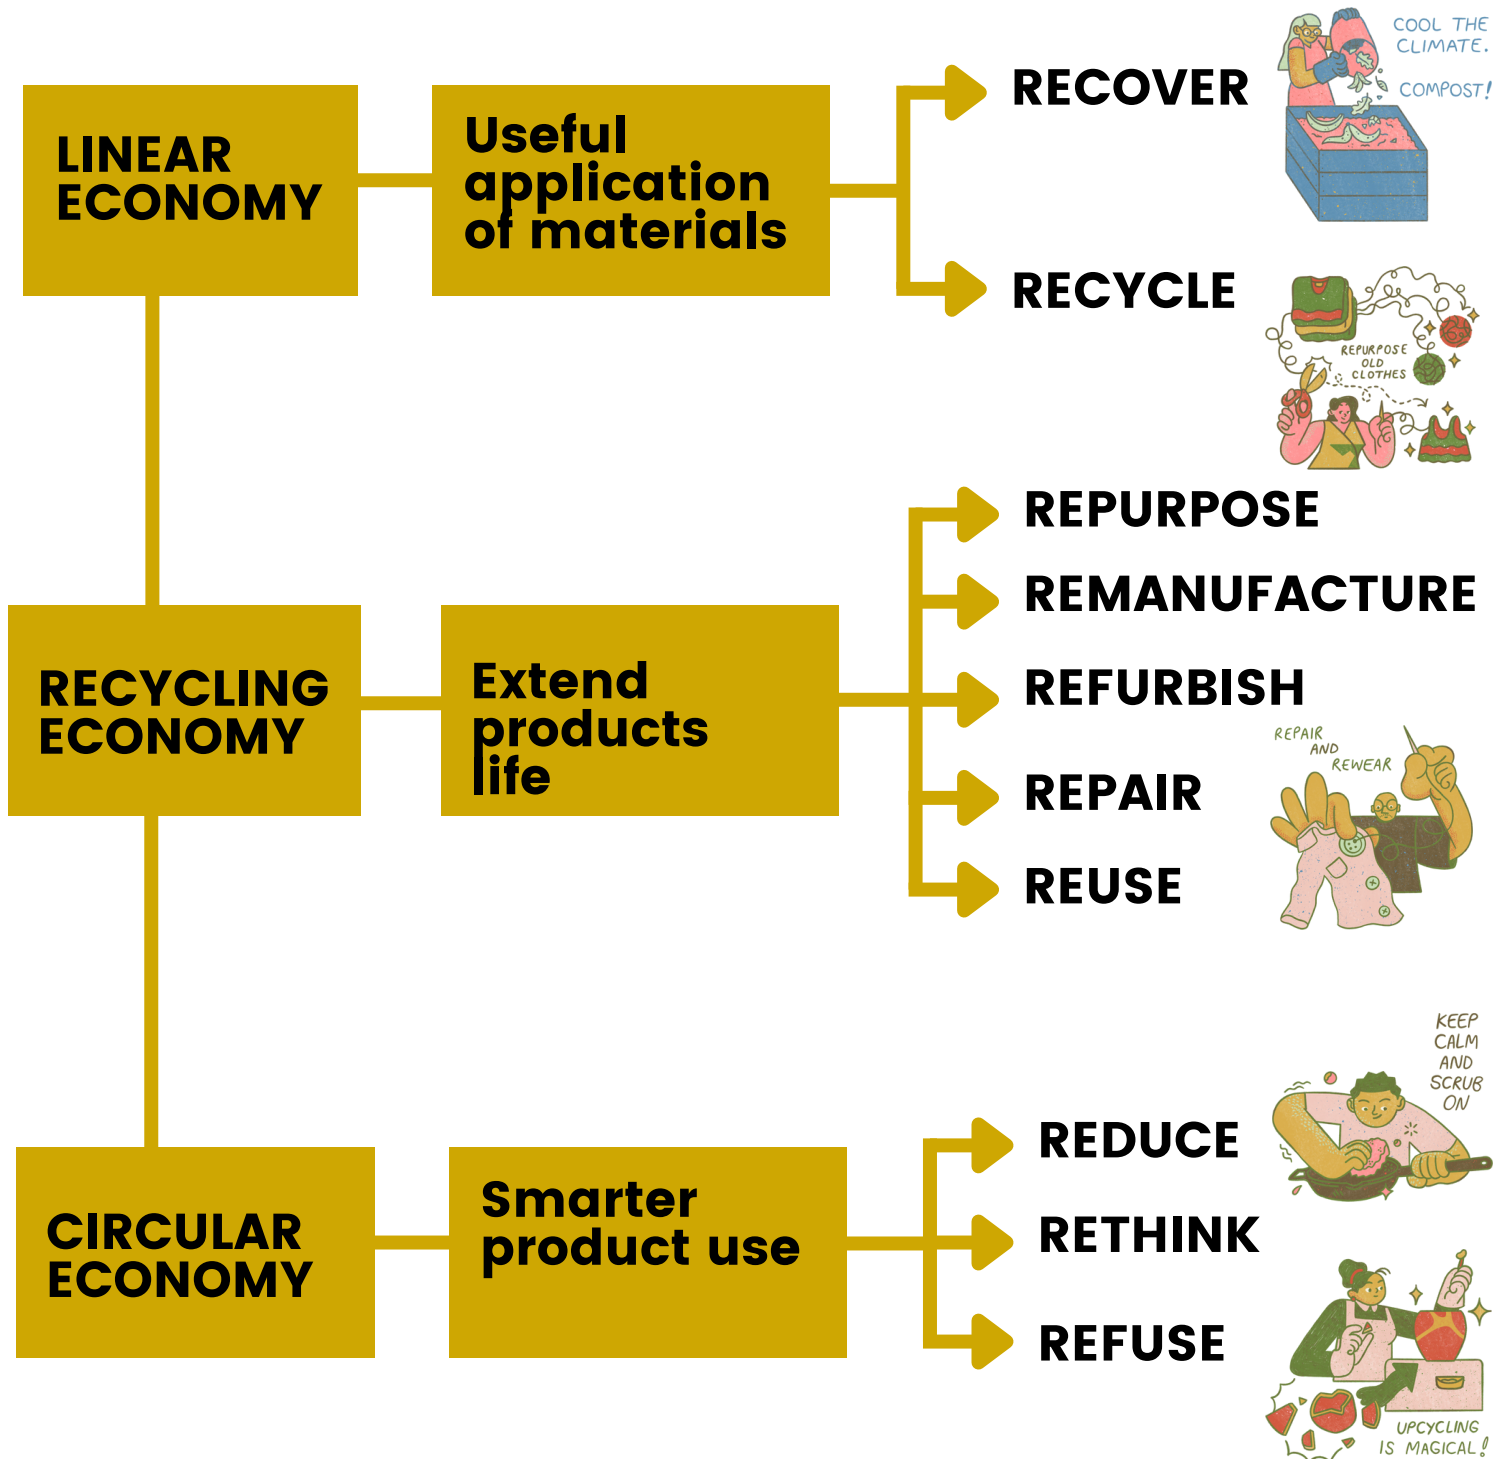 LINEAR
ECONOMY
Useful
application
of materials
RECOVER
COOL THE
CLIMATE.
COMPOST!
RECYCLE
REPURPOSE
OLD
CLOTHES
RECYCLING
ECONOMY
Extend
products
life
REPURPOSE
REMANUFACTURE
REFURBISH
REPAIR
AND
REWEAR
REPAIR
REUSE
CIRCULAR
ECONOMY
Smarter
product use
KEEP
CALM
AND
SCRUB
ON
REDUCE
RETHINK
REFUSE
UPCYCLING
IS MAGICAL!